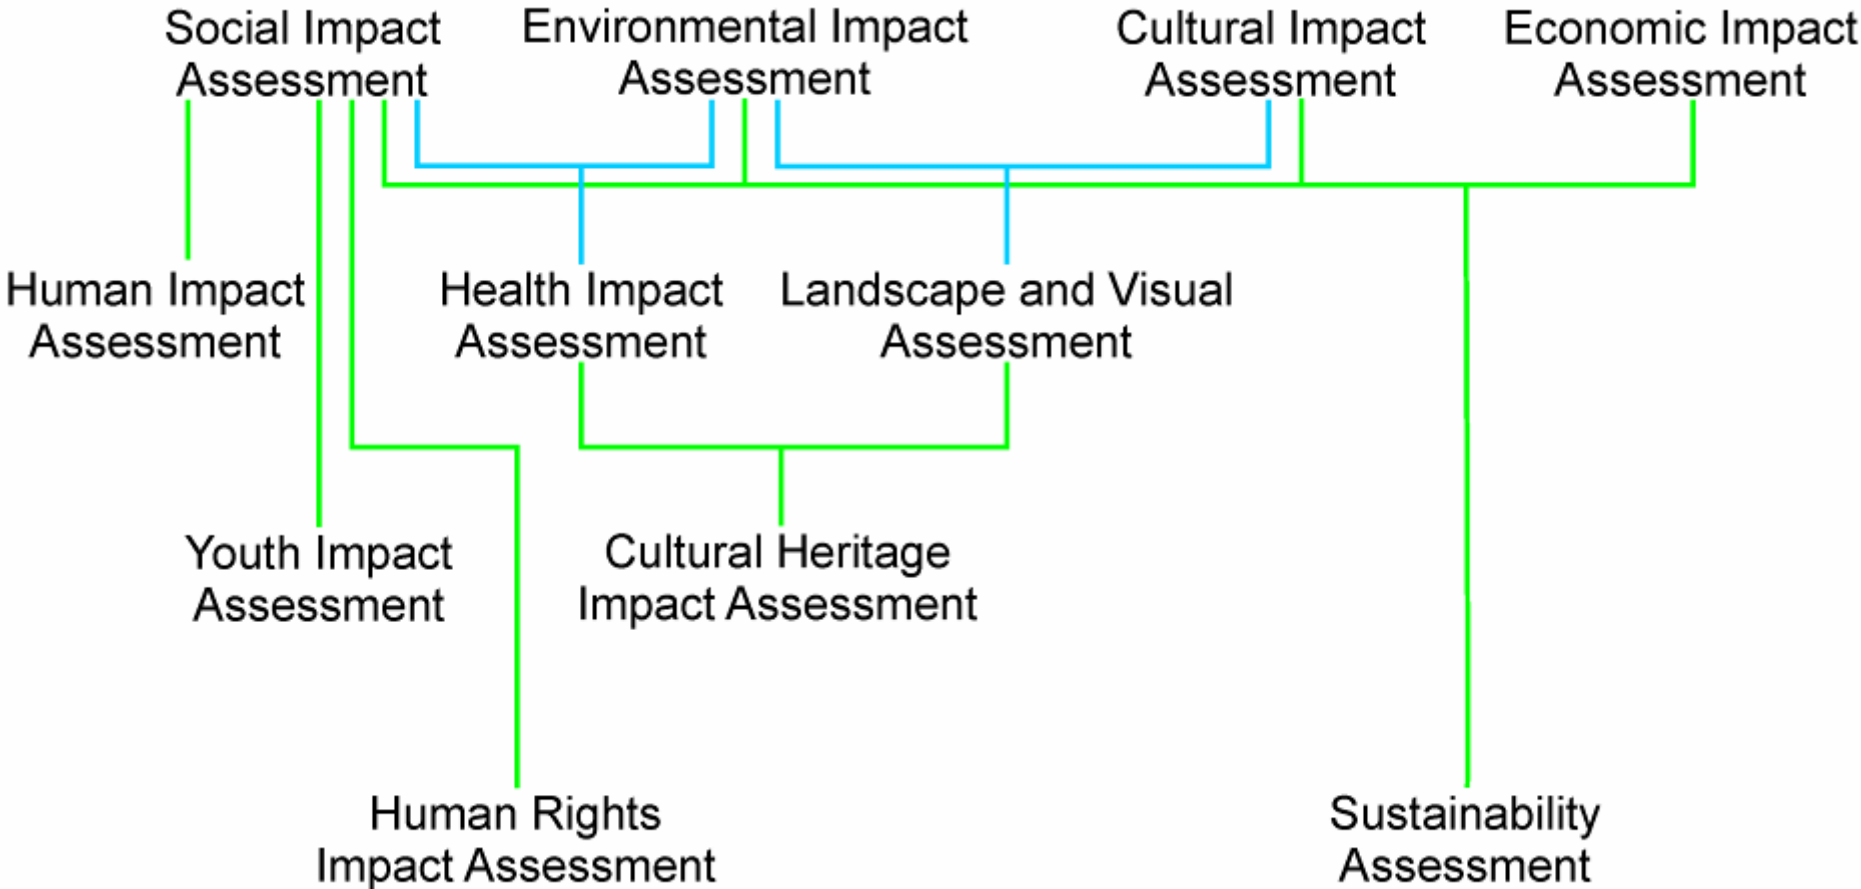 Social Impact
Assessment
Environmental Impact
Assessment
Cultural Impact
Assessment
Economic Impact
Assessment
Human Impact
Assessment
Health Impact
Assessment
Landscape and Visual
Assessment
Youth Impact
Assessment
Cultural Heritage
Impact Assessment
Human Rights
Impact Assessment
Sustainability
Assessment